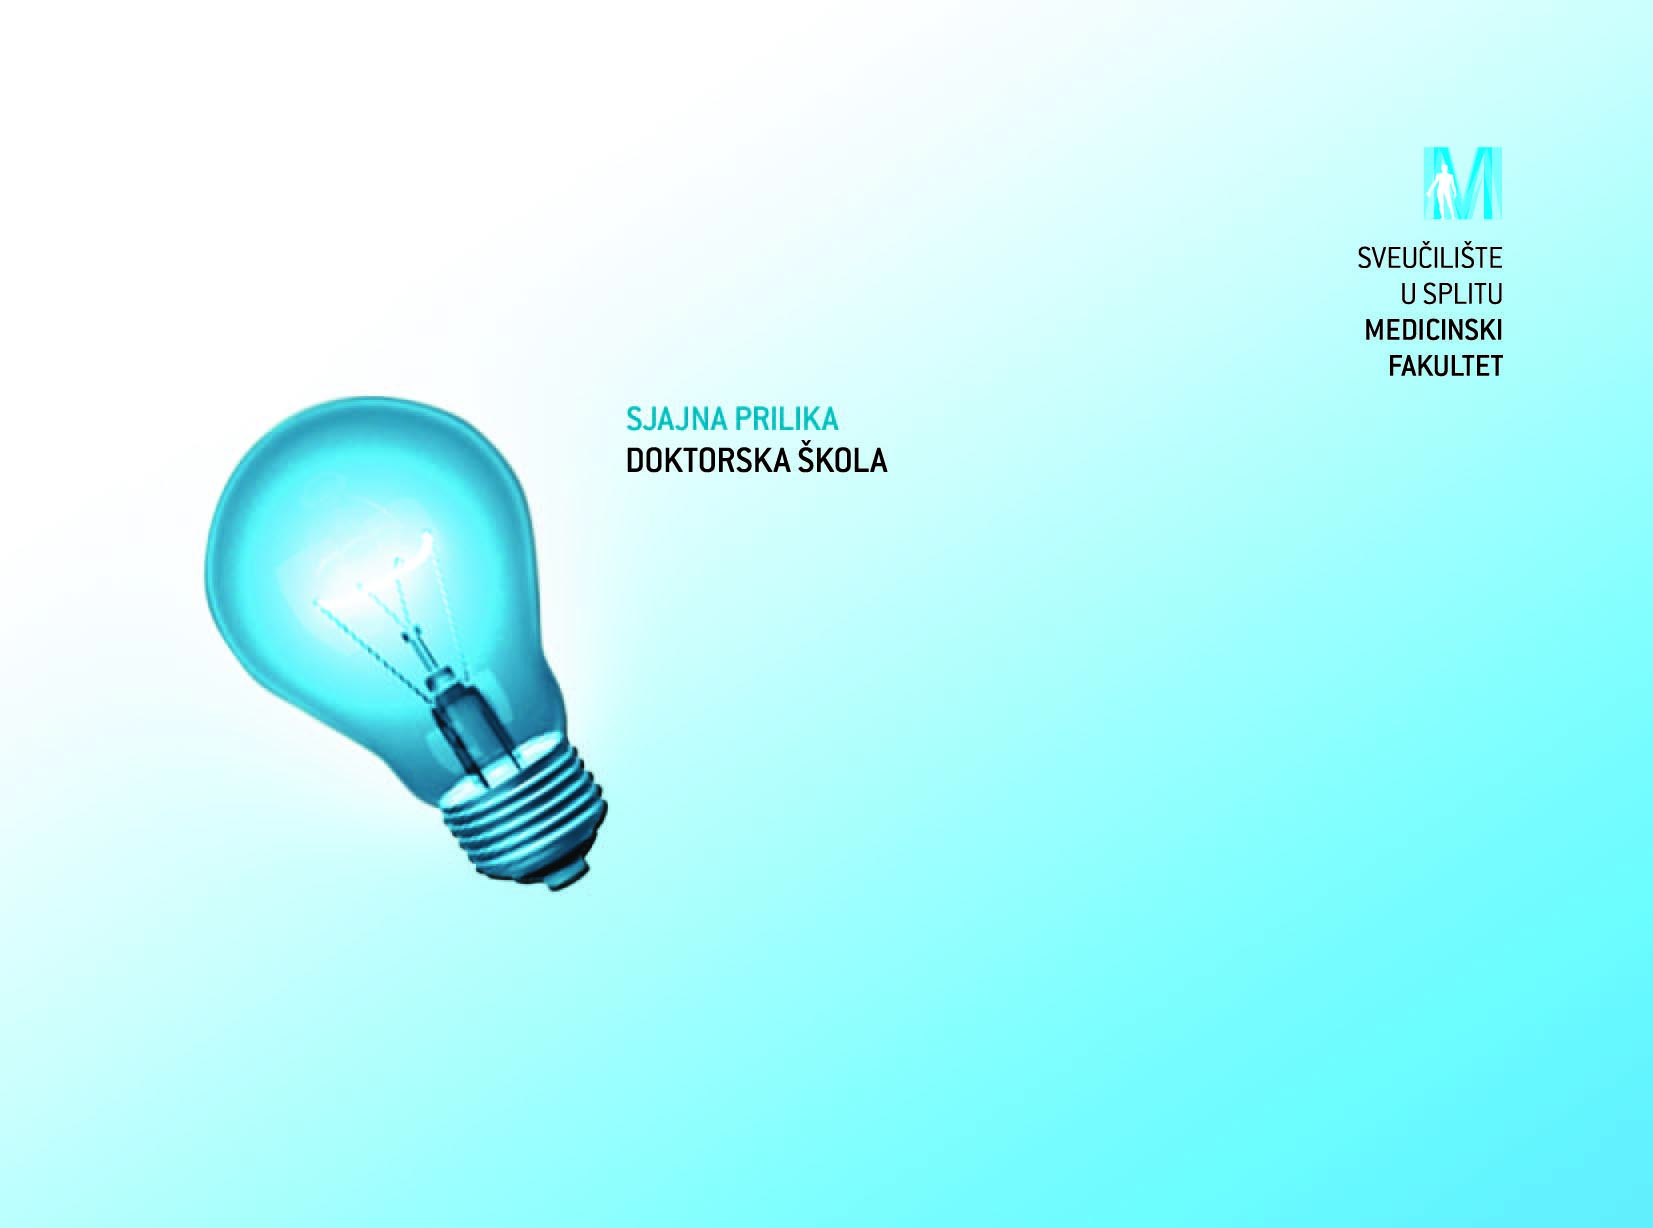 M
SVEUČILIŠTE
U SPLITU
MEDICINSKI
FAKULTET
SJAJNA PRILIKA
DOKTORSKA ŠKOLA